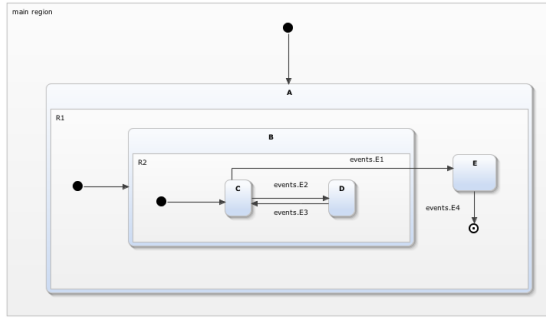 main region
A
R1
B
R2
events.E1
E
C
events.E2
D
events.E3
events.E4